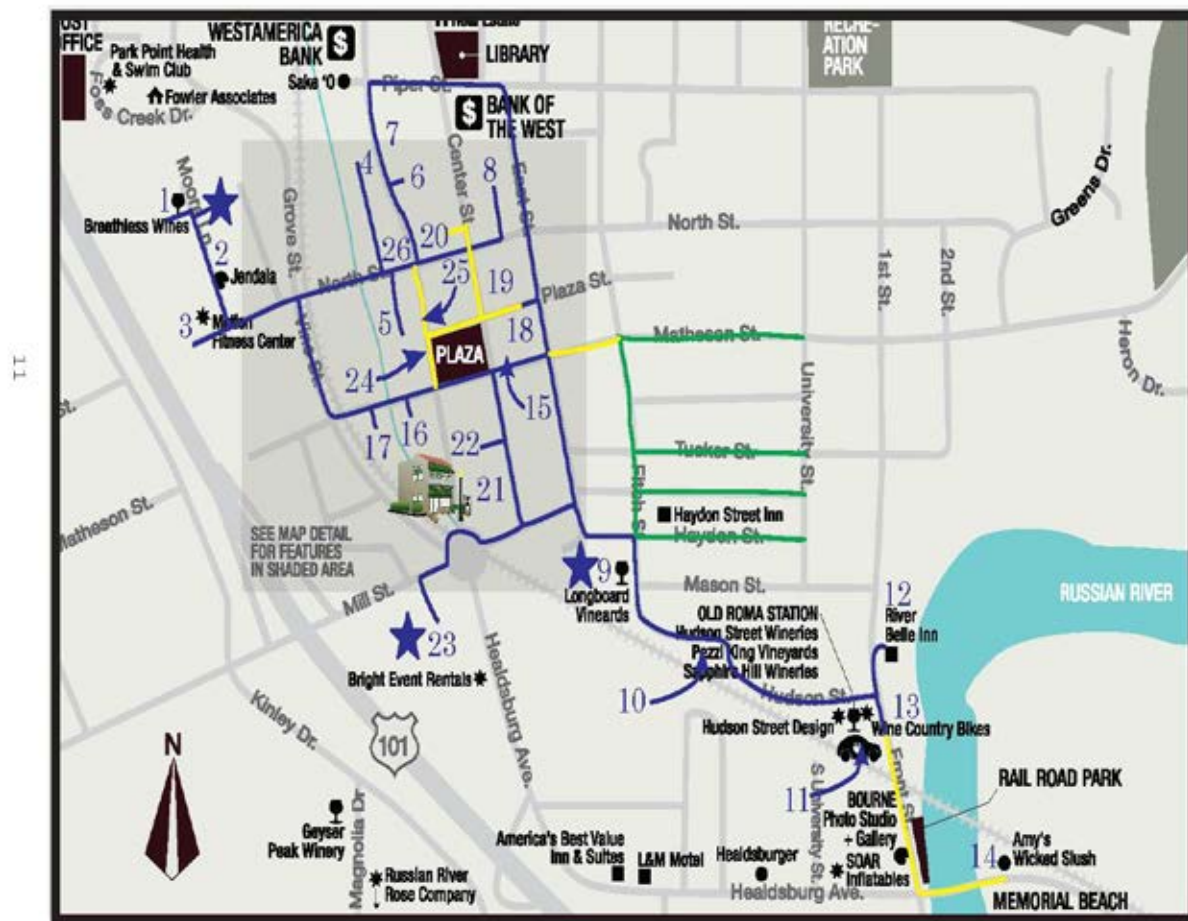 WESTAMERICA
BANK
$
LIBRARY
RECRE-
ATION
PARK
OFFICE
Park Point Health
& Swim Club
Fowler Associates
Foss Creek Dr.
Sake 'O
Piper St.
$
BANK OF
THE WEST
Center St.
East St.
Grove St.
Moore Ln.
Greens Dr.
7
4
6
8
1
Breathless Wines
2
Jendala
3
Fitness Center
North St.
26
20
25
19
North St.
1st St.
2nd St.
Plaza St.
Vine St.
5
18
PLAZA
24
15
Matheson St.
Heron Dr.
University St.
11
17
16
22
21
Tucker St.
Fitch St.
Haydon Street Inn
Haydon St.
Matheson St.
SEE MAP DETAIL
FOR FEATURES
IN SHADED AREA
Mill St.
9
Longboard
Vineards
Mason St.
RUSSIAN RIVER
12
River
Belle Inn
OLD ROMA STATION
Hudson Street Wineries
Pezzi King Vineyards
Sapphire Hill Wineries
10
Hudson St.
13
Hudson Street Design
Wine Country Bikes
23
Bright Event Rentals
Healdsburg Ave.
Kinley Dr.
101
N
11
S University St.
Front St.
RAIL ROAD PARK
BOURNE
Photo Studio
+ Gallery
SOAR
Inflatables
14
Amy's
Wicked Slush
Geyser
Peak Winery
Magnolia Dr
Russian River
Rose Company
America's Best Value
Inn & Suites
L&M Motel
Healdsburger
Healdsburg Ave.
MEMORIAL BEACH